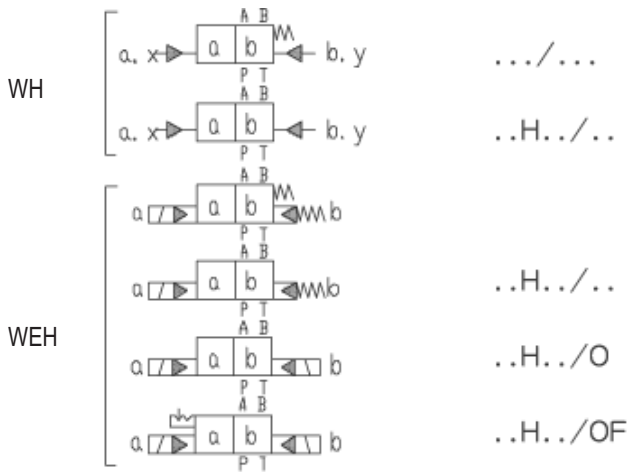 A B
a. x a b b. y .../...
P T
WH
A B
a. x a b b. y ..H../..
P T
A B
a a b b
P T
A B
a a b b ..H../..
P T
WEH
A B
a a b b ..H../O
P T
A B
a a b b ..H../OF
P T